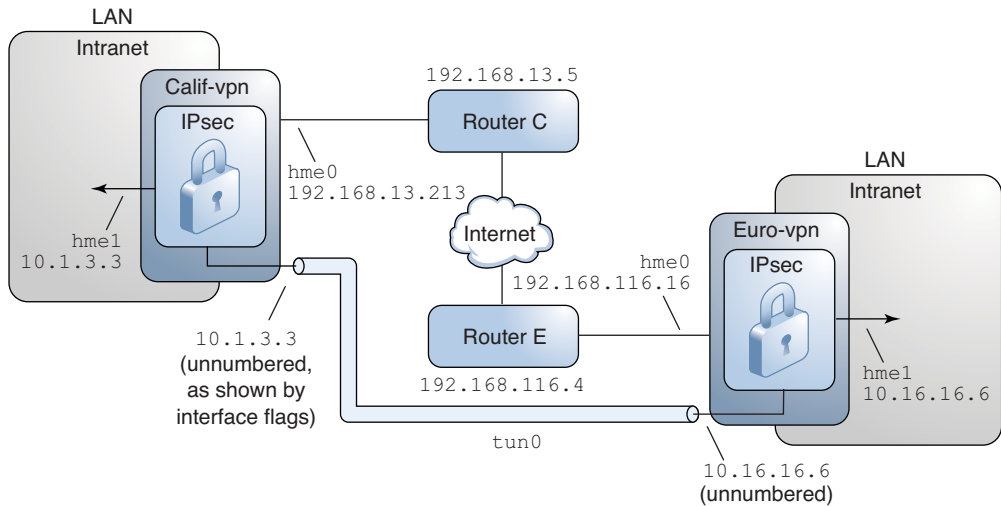 LAN
Intranet
Calif-vpn
IPsec
hme1
10.1.3.3
hme0
192.168.13.213
192.168.13.5
Router C
Internet
Router E
192.168.116.4
hme0
192.168.116.16
LAN
Intranet
Euro-vpn
IPsec
hme1
10.16.16.6
10.1.3.3
(unnumbered,
as shown by
interface flags)
tun0
10.16.16.6
(unnumbered)